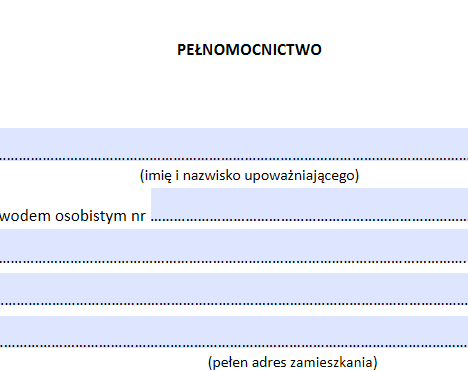 PEŁNOMOCNICTWO
................................................................................
(imię i nazwisko upoważniającego)
wodem osobistym nr ......................................................
................................................................................
................................................................................
................................................................................
(pełen adres zamieszkania)